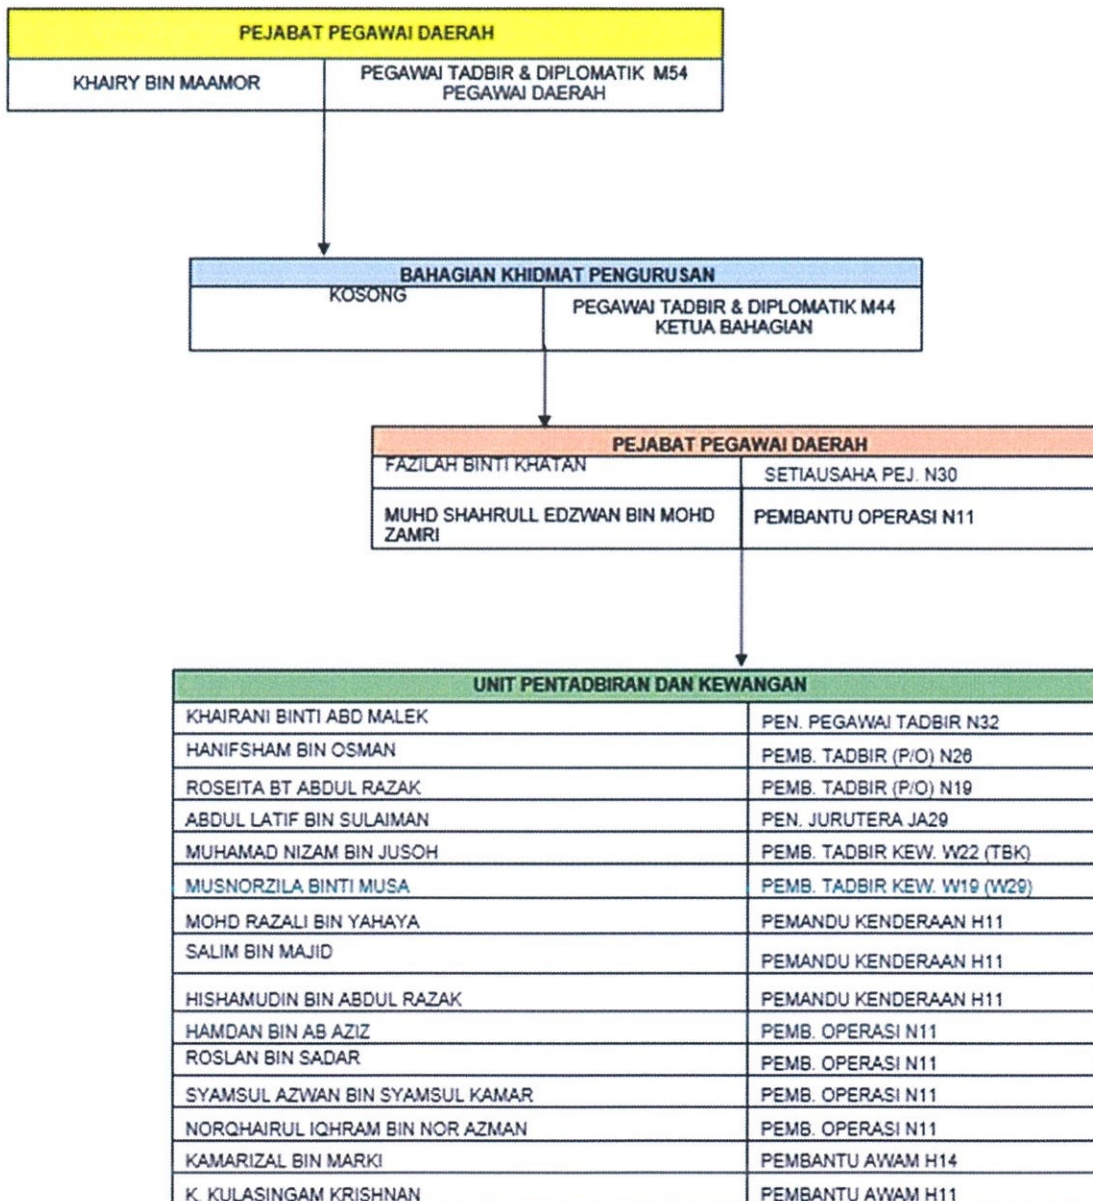 PEJABAT PEGAWAI DAERAH
KHAIRY BIN MAAMOR
PEGAWAI TADBIR & DIPLOMATIK M54
PEGAWAI DAERAH
BAHAGIAN KHIDMAT PENGURUSAN
KOSONG
PEGAWAI TADBIR & DIPLOMATIK M44
KETUA BAHAGIAN
PEJABAT PEGAWAI DAERAH
FAZILAH BINTI KHATAN
SETIAUSAHA PEJ. N30
MUHD SHAHRULL EDZWAN BIN MOHD
ZAMRI
PEMBANTU OPERASI N11
UNIT PENTADBIRAN DAN KEWANGAN
KHAIRANI BINTI ABD MALEK
PEN. PEGAWAI TADBIR N32
HANIFSHAM BIN OSMAN
PEMB. TADBIR (P/O) N26
ROSEITA BT ABDUL RAZAK
PEMB. TADBIR (P/O) N19
ABDUL LATIF BIN SULAIMAN
PEN. JURUTERA JA29
MUHAMAD NIZAM BIN JUSOH
PEMB. TADBIR KEW. W22 (TBK)
MUSNORZILA BINTI MUSA
PEMB. TADBIR KEW. W19 (W29)
MOHD RAZALI BIN YAHAYA
PEMANDU KENDERAAN H11
SALIM BIN MAJID
PEMANDU KENDERAAN H11
HISHAMUDIN BIN ABDUL RAZAK
PEMANDU KENDERAAN H11
HAMDAN BIN AB AZIZ
PEMB. OPERASI N11
ROSLAN BIN SADAR
PEMB. OPERASI N11
SYAMSUL AZWAN BIN SYAMSUL KAMAR
PEMB. OPERASI N11
NORQHAIRUL IQHRAM BIN NOR AZMAN
PEMB. OPERASI N11
KAMARIZAL BIN MARKI
PEMBANTU AWAM H14
K. KULASINGAM KRISHNAN
PEMBANTU AWAM H11